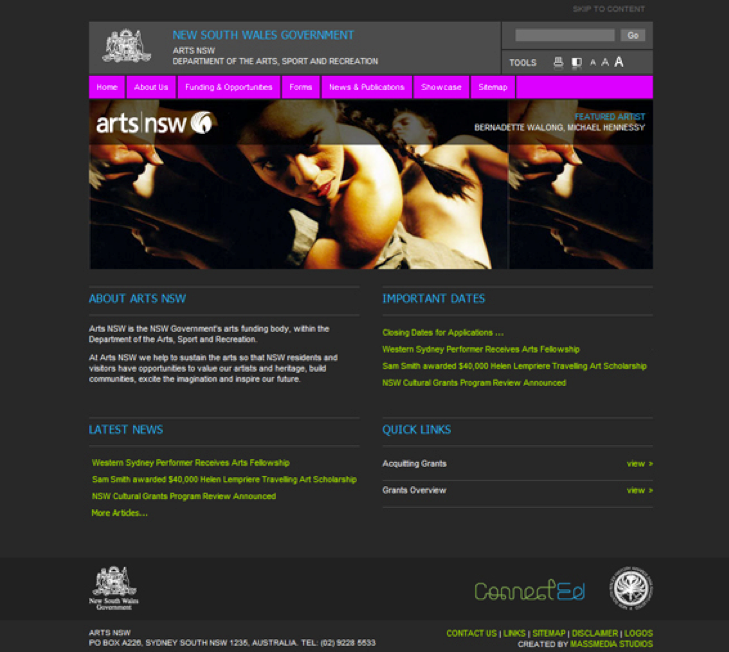 SKIP TO CONTENT
NEW SOUTH WALES GOVERNMENT
ARTS NSW
DEPARTMENT OF THE ARTS, SPORT AND RECREATION
Go
TOOLS
A A A
Home
About Us
Funding & Opportunities
Forms
News & Publications
Showcase
Sitemap
arts|nsw
FEATURED ARTIST
BERNADETTE WALONG, MICHAEL HENNESSY
ABOUT ARTS NSW
Arts NSW is the NSW Government's arts funding body, within the
Department of the Arts, Sport and Recreation.
At Arts NSW we help to sustain the arts so that NSW residents and
visitors have opportunities to value our artists and heritage, build
communities, excite the imagination and inspire our future.
IMPORTANT DATES
Closing Dates for Applications ...
Western Sydney Performer Receives Arts Fellowship
Sam Smith awarded $40,000 Helen Lempriere Travelling Art Scholarship
NSW Cultural Grants Program Review Announced
LATEST NEWS
Western Sydney Performer Receives Arts Fellowship
Sam Smith awarded $40,000 Helen Lempriere Travelling Art Scholarship
NSW Cultural Grants Program Review Announced
More Articles...
QUICK LINKS
Acquitting Grants view >
Grants Overview view >
New South Wales
Government
ConnectEd
ARTS NSW
PO BOX A226, SYDNEY SOUTH NSW 1235, AUSTRALIA. TEL: (02) 9228 5533
CONTACT US | LINKS | SITEMAP | DISCLAIMER | LOGOS
CREATED BY MASSMEDIA STUDIOS